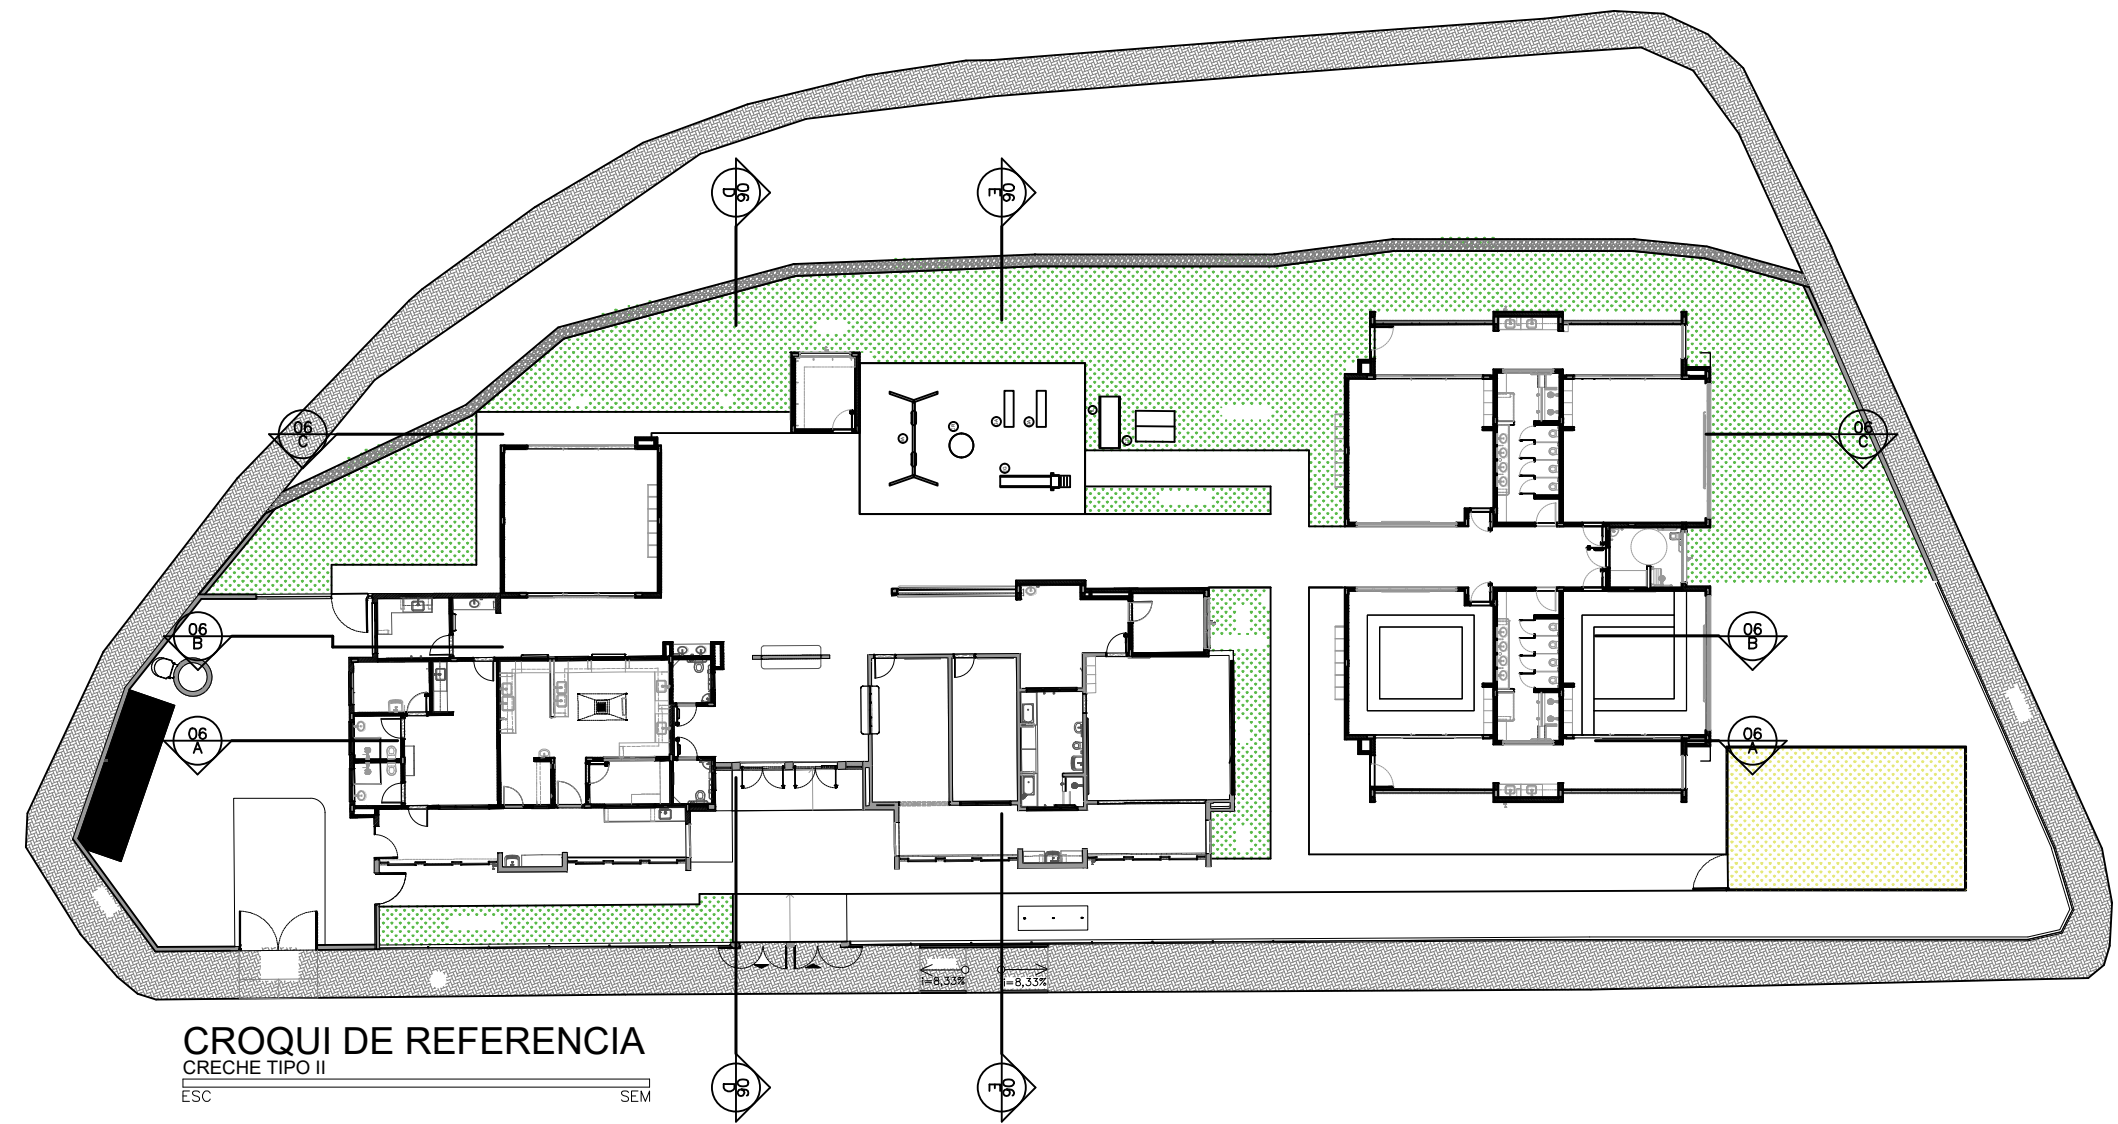 06
D
06
E
06
C
06
C
06
B
06
B
06
A
06
A
i=8,33%
i=8,33%
CROQUI DE REFERENCIA
CRECHE TIPO II
ESC SEM
06
D
06
E